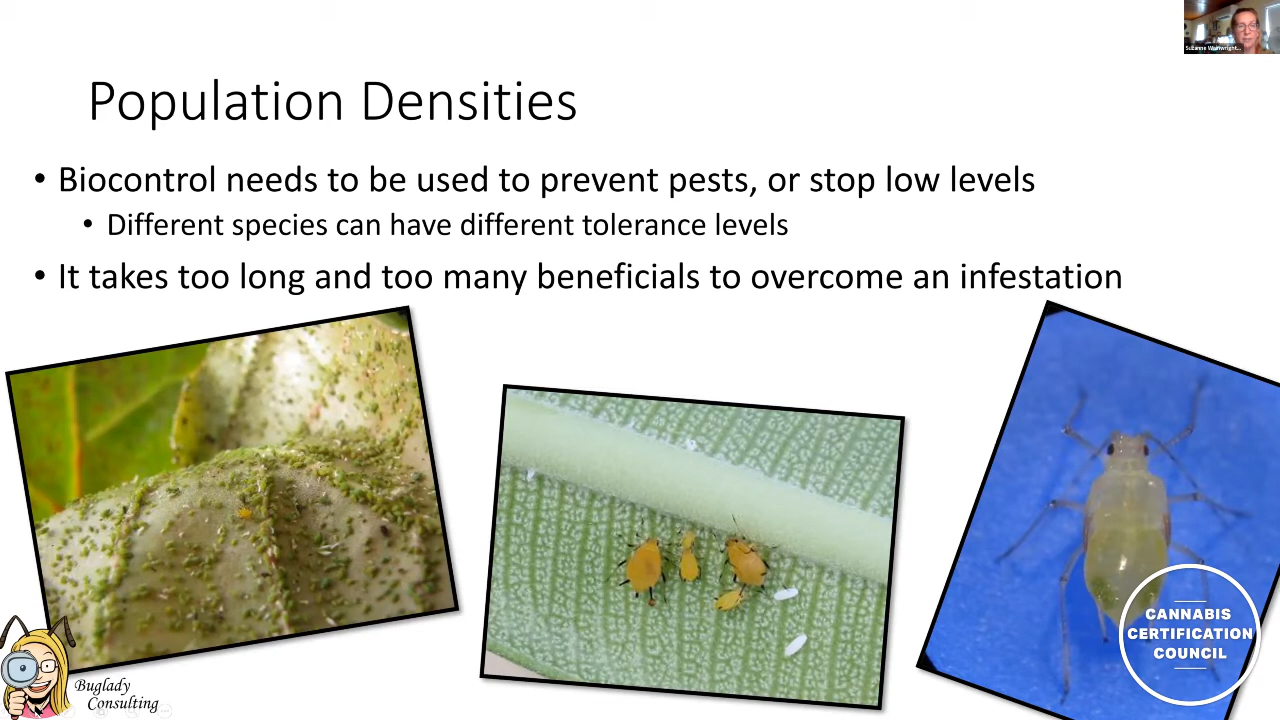 Suzanne Wainwright...
Population Densities
• Biocontrol needs to be used to prevent pests, or stop low levels
• Different species can have different tolerance levels
• It takes too long and too many beneficials to overcome an infestation
Buglady
Consulting
CANNABIS
CERTIFICATION
COUNCIL